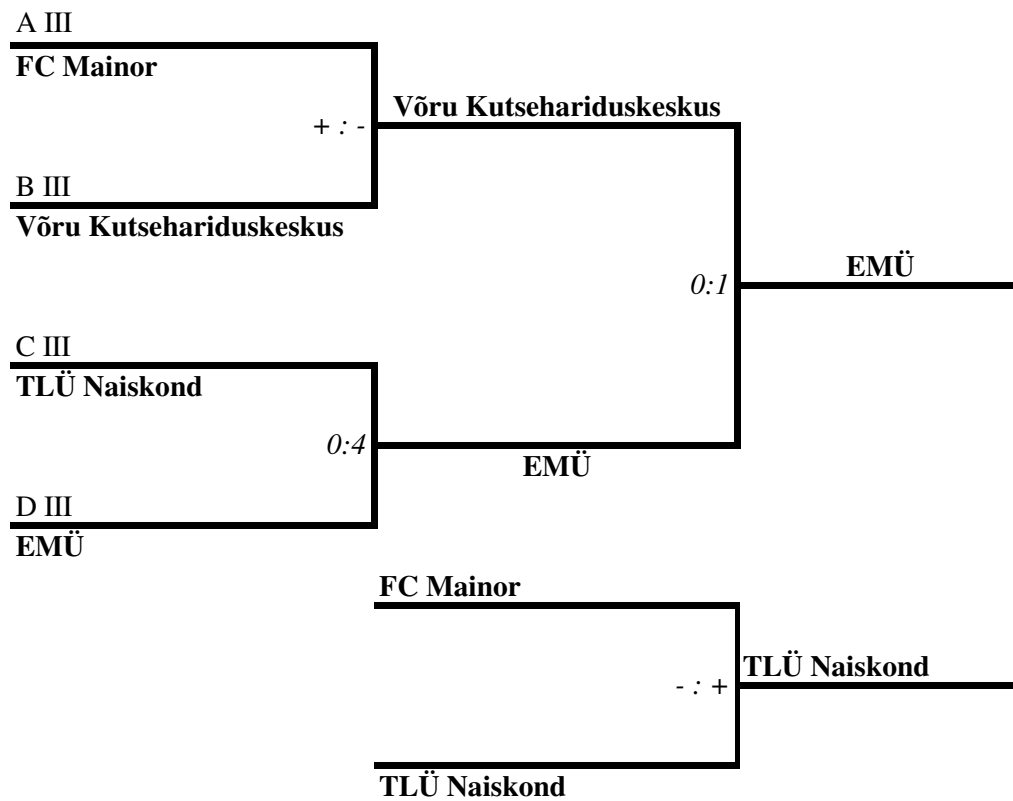 A III
FC Mainor
Võru Kutsehariduskeskus
+ : -
B III
Võru Kutsehariduskeskus
EMÜ
0:1
C III
TLÜ Naiskond
0:4
EMÜ
D III
EMÜ
FC Mainor
TLÜ Naiskond
- : +
TLÜ Naiskond